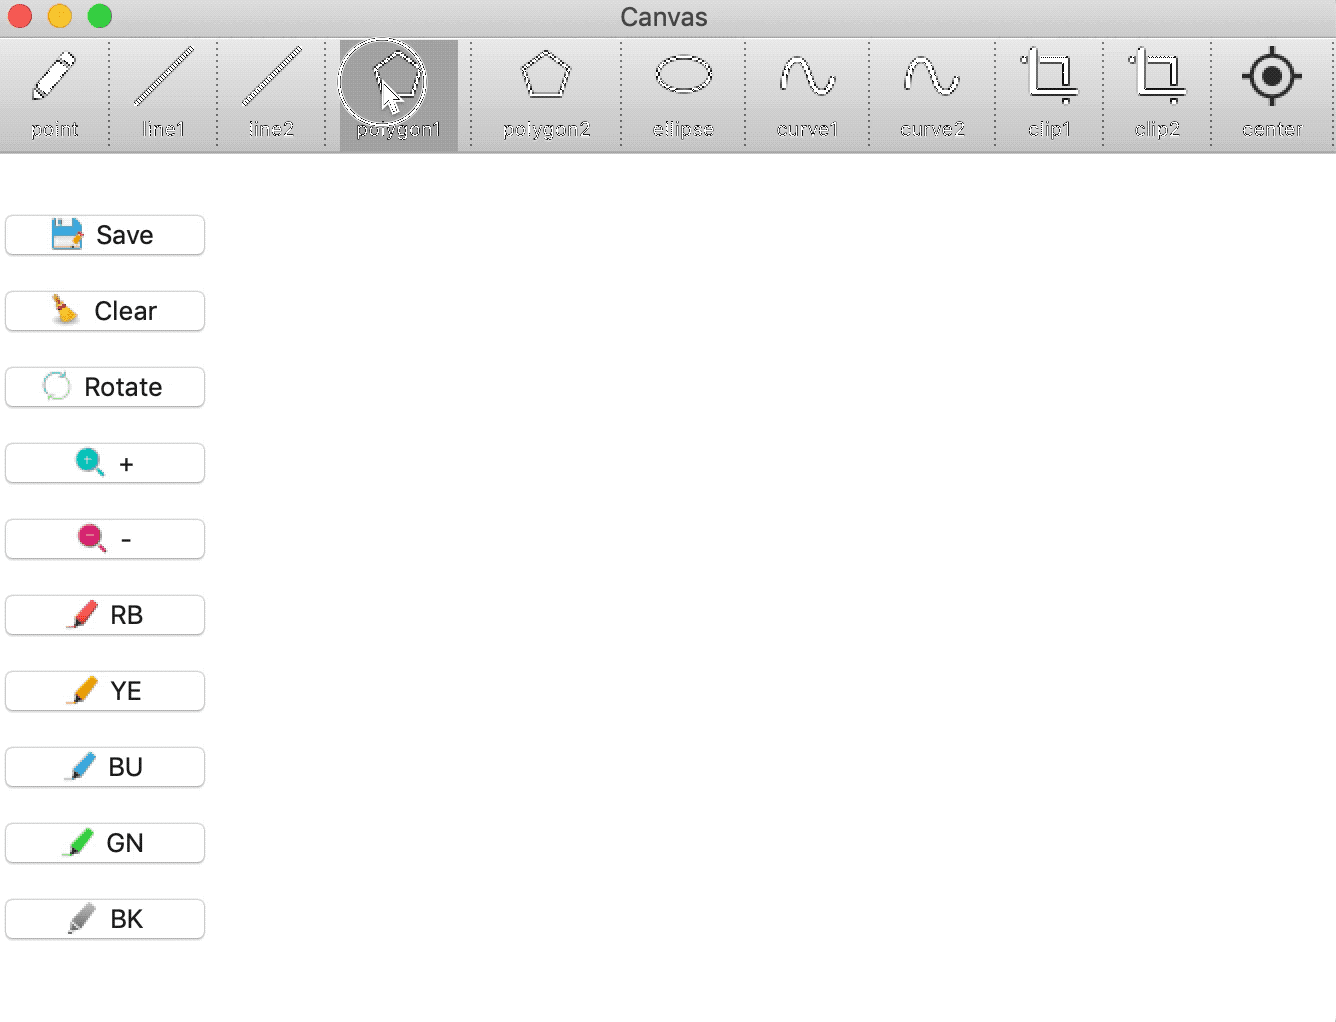 Canvas
point line1 line2 polygon1 polygon2 ellipse curve1 curve2 clip1 clip2 center
Save
Clear
Rotate
+
-
RB
YE
BU
GN
BK